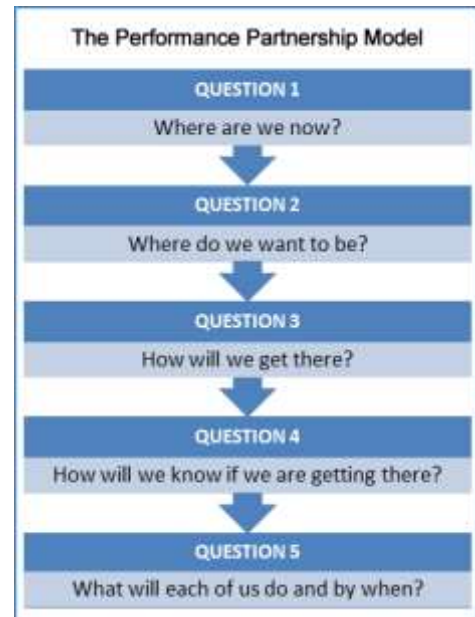 The Performance Partnership Model
QUESTION 1
Where are we now?
QUESTION 2
Where do we want to be?
QUESTION 3
How will we get there?
QUESTION 4
How will we know if we are getting there?
QUESTION 5
What will each of us do and by when?